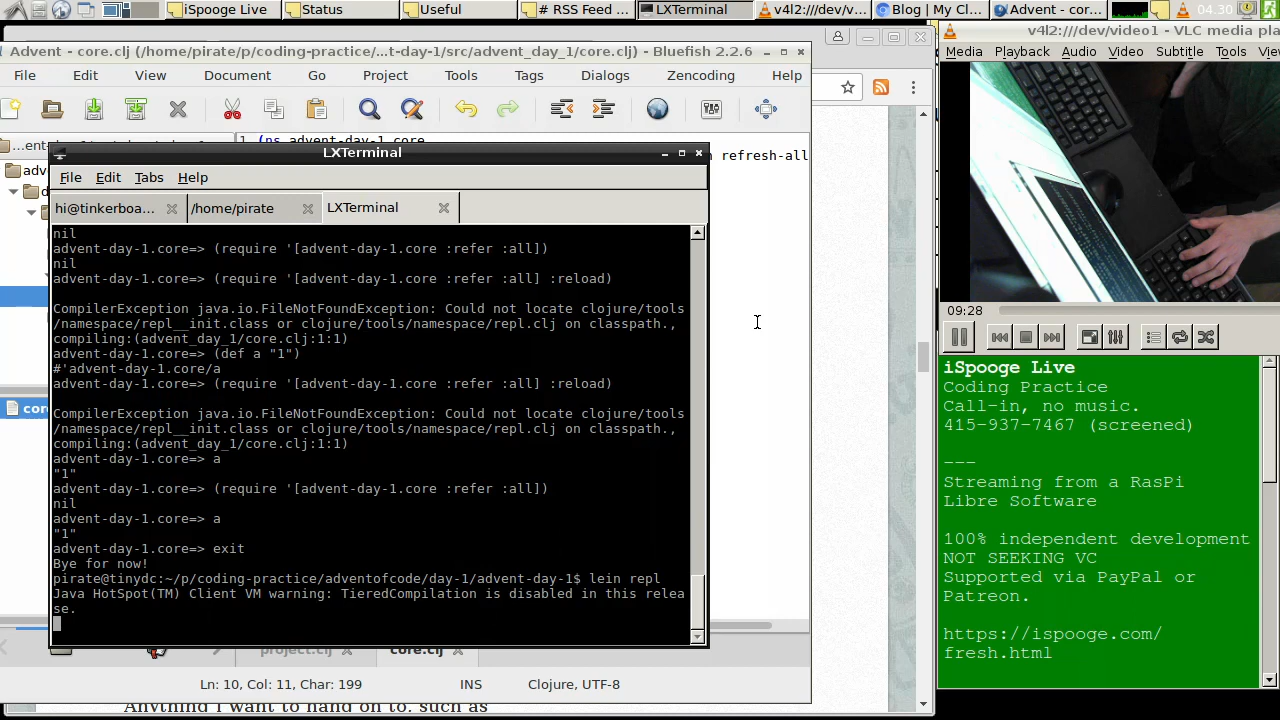 iSpooge Live
Status
Useful
# RSS Feed ...
LXTerminal
v4l2:///dev/v...
Blog | My Cl...
Advent - cor...
04.30
Advent - core.clj (/home/pirate/p/coding-practice/...t-day-1/src/advent_day_1/core.clj) - Bluefish 2.2.6
File Edit View Document Go Project Tools Tags Dialogs Zencoding Help
...ent-
adv
d
1 (ns advent-day-1.core
refresh-all
LXTerminal
File Edit Tabs Help
hi@tinkerboa...
/home/pirate
LXTerminal
nil
advent-day-1.core=> (require '[advent-day-1.core :refer :all])
nil
advent-day-1.core=> (require '[advent-day-1.core :refer :all] :reload)
CompilerException java.io.FileNotFoundException: Could not locate clojure/tools
/namespace/repl__init.class or clojure/tools/namespace/repl.clj on classpath.,
compiling:(advent_day_1/core.clj:1:1)
advent-day-1.core=> (def a "1")
#'advent-day-1.core/a
advent-day-1.core=> (require '[advent-day-1.core :refer :all] :reload)
CompilerException java.io.FileNotFoundException: Could not locate clojure/tools
/namespace/repl__init.class or clojure/tools/namespace/repl.clj on classpath.,
compiling:(advent_day_1/core.clj:1:1)
advent-day-1.core=> a
"1"
advent-day-1.core=> (require '[advent-day-1.core :refer :all])
nil
advent-day-1.core=> a
"1"
advent-day-1.core=> exit
Bye for now!
pirate@tinydc:~/p/coding-practice/adventofcode/day-1/advent-day-1$ lein repl
Java HotSpot(TM) Client VM warning: TieredCompilation is disabled in this relea
se.
core
project.clj
core.clj
Ln: 10, Col: 11, Char: 199
INS
Clojure, UTF-8
Anything I want to hang on to, such as
v4l2:///dev/video1 - VLC media pla
Media Playback Audio Video Subtitle Tools Vie
09:28
iSpooge Live
Coding Practice
Call-in, no music.
415-937-7467 (screened)
---
Streaming from a RasPi
Libre Software
100% independent development
NOT SEEKING VC
Supported via PayPal or
Patreon.
https://ispooge.com/
fresh.html